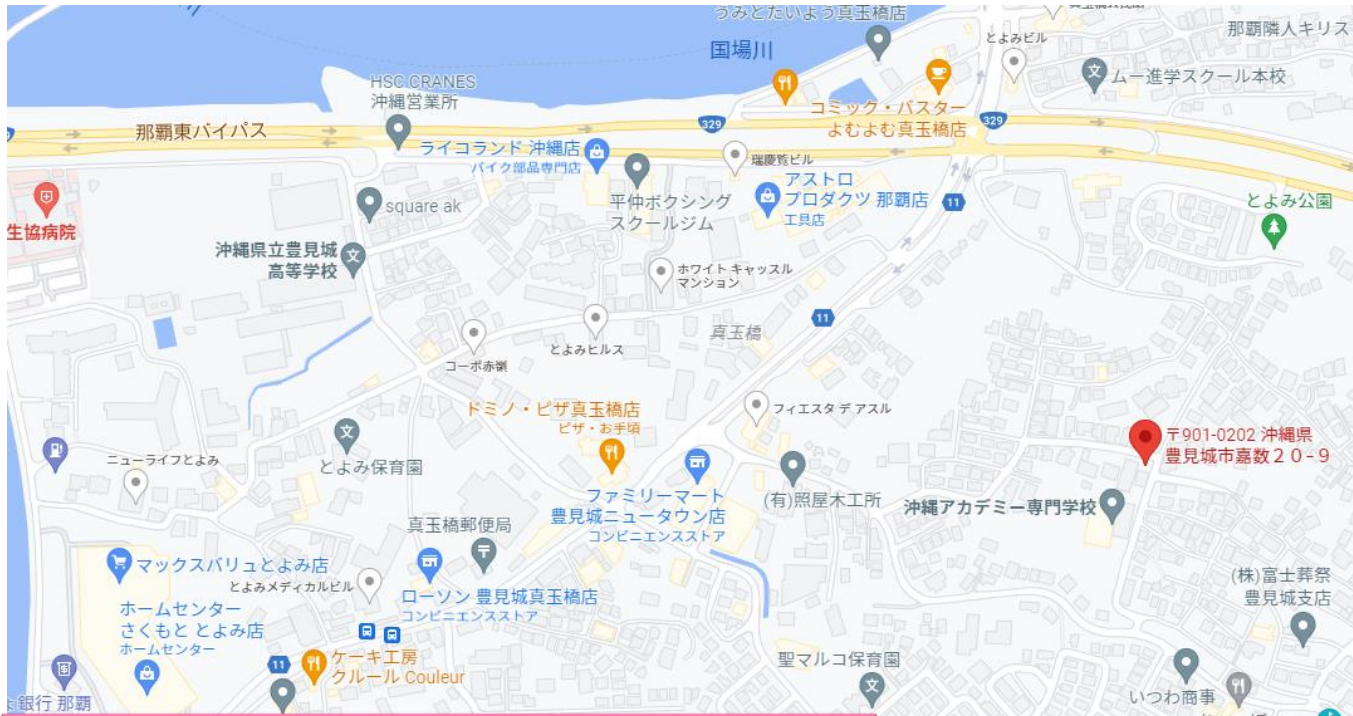 うみとたいよう真玉橋店
国場川
とよみビル
那覇隣人キリス
HSC CRANES
沖縄営業所
ムー進学スクール本校
コミック・バスター
よむよむ真玉橋店
那覇東バイパス
329
329
ライコランド 沖縄店
バイク部品専門店
瑞慶覧ビル
アストロ
プロダクツ 那覇店
工具店
平仲ボクシング
スクールジム
11
とよみ公園
square ak
生協病院
沖縄県立豊見城
高等学校
ホワイト キャッスル
マンション
11
真玉橋
とよみヒルス
コーポ赤嶺
ドミノ・ピザ真玉橋店
ピザ・お手頃
フィエスタ デ アスル
〒901-0202 沖縄県
豊見城市嘉数20-9
とよみ保育園
ニューライフとよみ
ファミリーマート
豊見城ニュータウン店
コンビニエンスストア
(有)照屋木工所
沖縄アカデミー専門学校
真玉橋郵便局
マックスバリュとよみ店
とよみメディカルビル
ローソン 豊見城真玉橋店
コンビニエンスストア
(株)富士葬祭
豊見城支店
ホームセンター
さくもと とよみ店
ホームセンター
11
ケーキ工房
クルール Couleur
聖マルコ保育園
いつわ商事
銀行 那覇